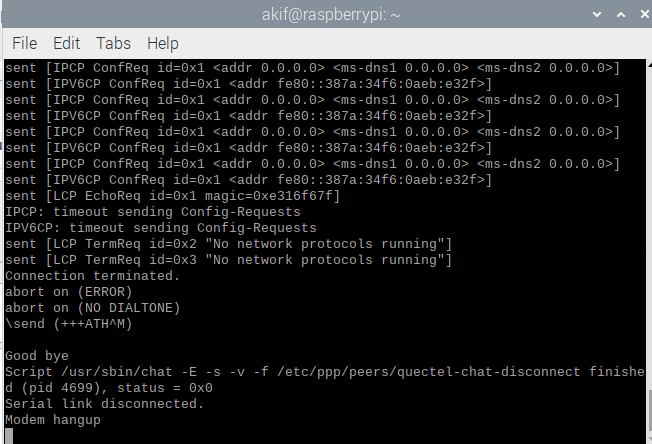 akif@raspberrypi: ~
File Edit Tabs Help
sent [IPCP ConfReq id=0x1 <addr 0.0.0.0> <ms-dns1 0.0.0.0> <ms-dns2 0.0.0.0>]
sent [IPV6CP ConfReq id=0x1 <addr fe80::387a:34f6:0aeb:e32f>]
sent [IPCP ConfReq id=0x1 <addr 0.0.0.0> <ms-dns1 0.0.0.0> <ms-dns2 0.0.0.0>]
sent [IPV6CP ConfReq id=0x1 <addr fe80::387a:34f6:0aeb:e32f>]
sent [IPCP ConfReq id=0x1 <addr 0.0.0.0> <ms-dns1 0.0.0.0> <ms-dns2 0.0.0.0>]
sent [IPV6CP ConfReq id=0x1 <addr fe80::387a:34f6:0aeb:e32f>]
sent [IPCP ConfReq id=0x1 <addr 0.0.0.0> <ms-dns1 0.0.0.0> <ms-dns2 0.0.0.0>]
sent [IPV6CP ConfReq id=0x1 <addr fe80::387a:34f6:0aeb:e32f>]
sent [LCP EchoReq id=0x1 magic=0xe316f67f]
IPCP: timeout sending Config-Requests
IPV6CP: timeout sending Config-Requests
sent [LCP TermReq id=0x2 "No network protocols running"]
sent [LCP TermReq id=0x3 "No network protocols running"]
Connection terminated.
abort on (ERROR)
abort on (NO DIALTONE)
\send (+++ATH^M)
Good bye
Script /usr/sbin/chat -E -s -v -f /etc/ppp/peers/quectel-chat-disconnect finishe
d (pid 4699), status = 0x0
Serial link disconnected.
Modem hangup